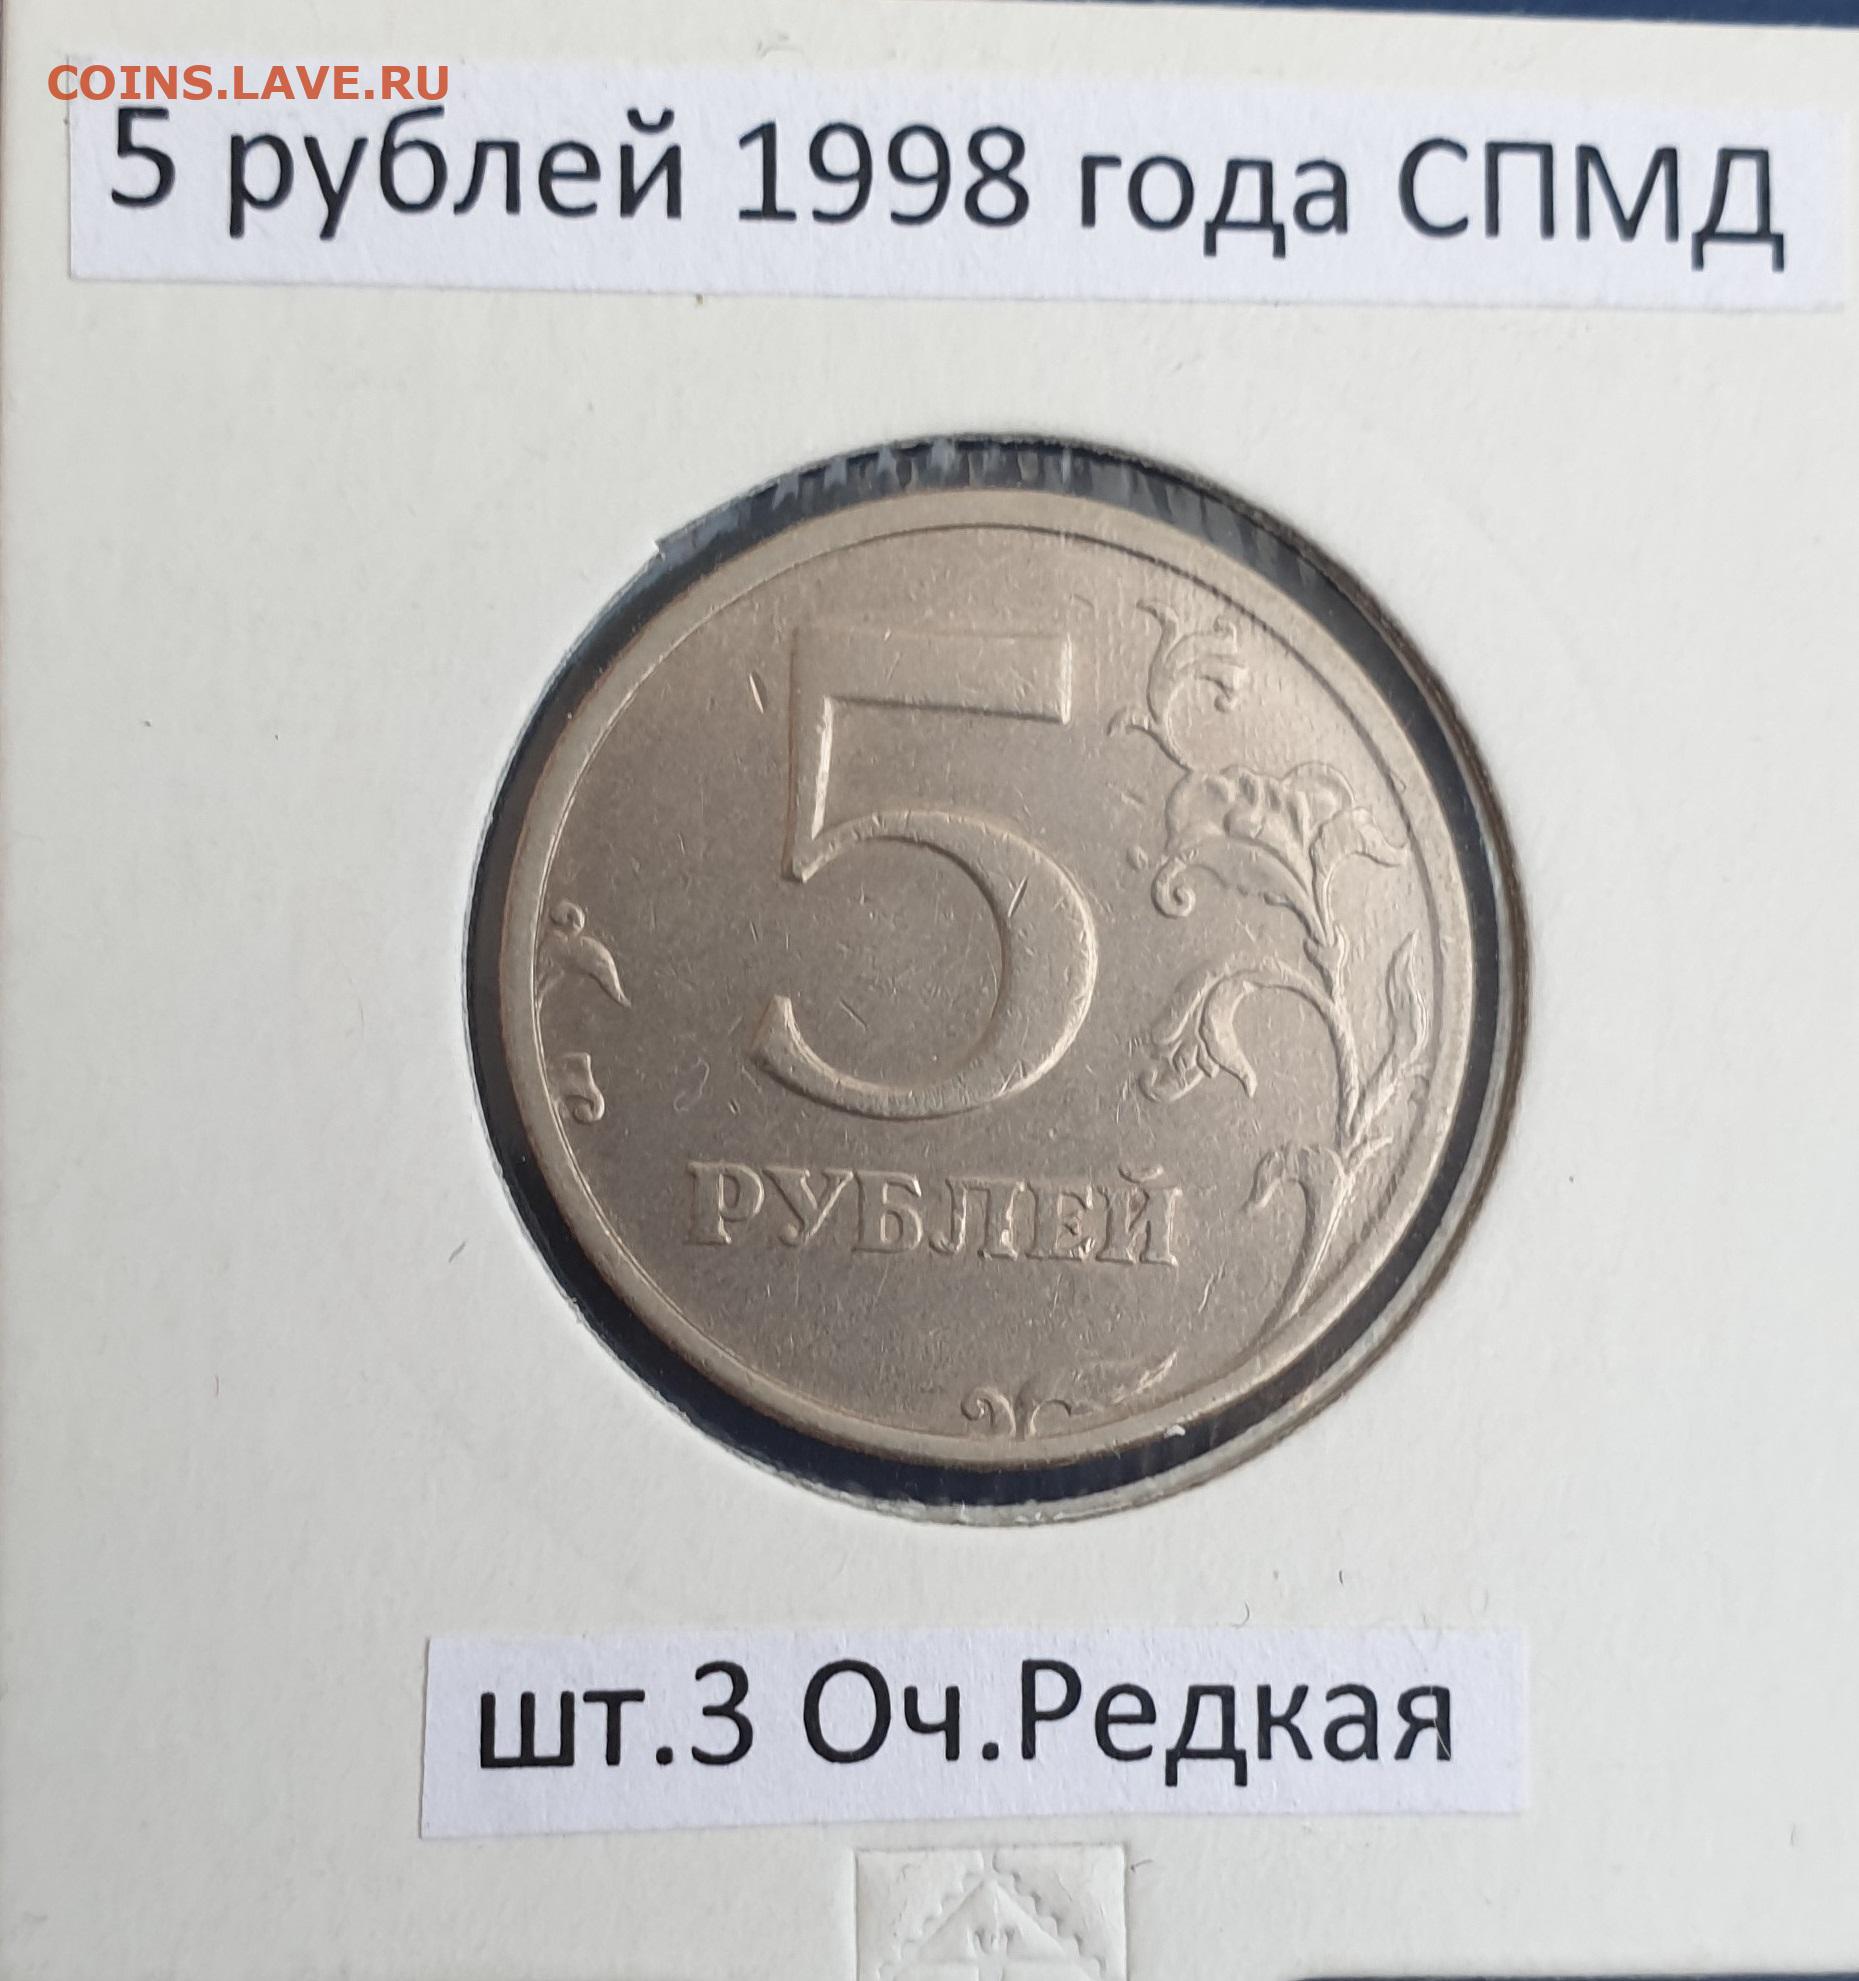 COINS.LAVE.RU
5 рублей 1998 года СПМД
5
РУБЛЕЙ
шт.3 Оч.Редкая